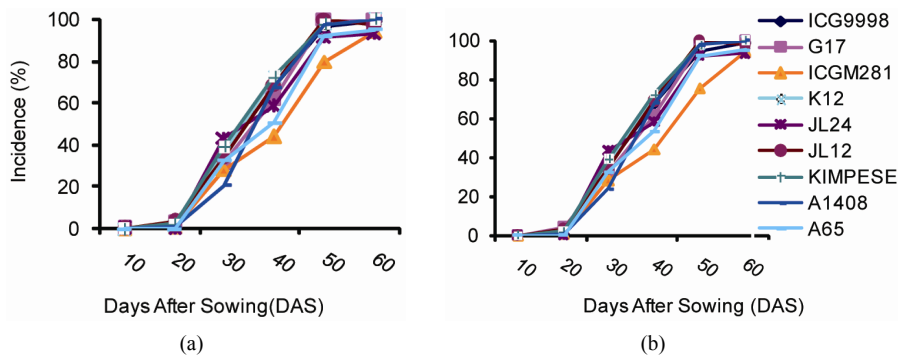 (a)
100
80
60
40
20
0
Incidence (%)
10 20 30 40 50 60
Days After Sowing(DAS)
(a)
100
80
60
40
20
0
10 20 30 40 50 60
Days After Sowing (DAS)
(b)
ICG9998
G17
ICGM281
K12
JL24
JL12
KIMPESE
A1408
A65